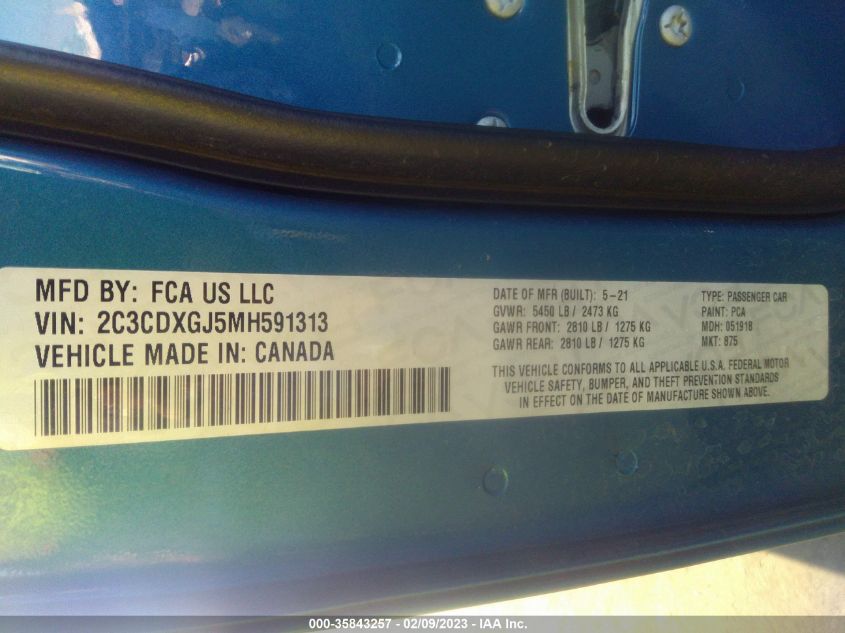 MFD BY: FCA US LLC
VIN: 2C3CDXGJ5MH591313
VEHICLE MADE IN: CANADA
DATE OF MFR (BUILT): 5-21
GVWR: 5450 LB / 2473 KG
GAWR FRONT: 2810 LB / 1275 KG
GAWR REAR: 2810 LB / 1275 KG
TYPE: PASSENGER CAR
PAINT: PCA
MDH: 051918
MKT: 875
THIS VEHICLE CONFORMS TO ALL APPLICABLE U.S.A. FEDERAL MOTOR
VEHICLE SAFETY, BUMPER, AND THEFT PREVENTION STANDARDS
IN EFFECT ON THE DATE OF MANUFACTURE SHOWN ABOVE.
000-35843257 - 02/09/2023 - IAA Inc.